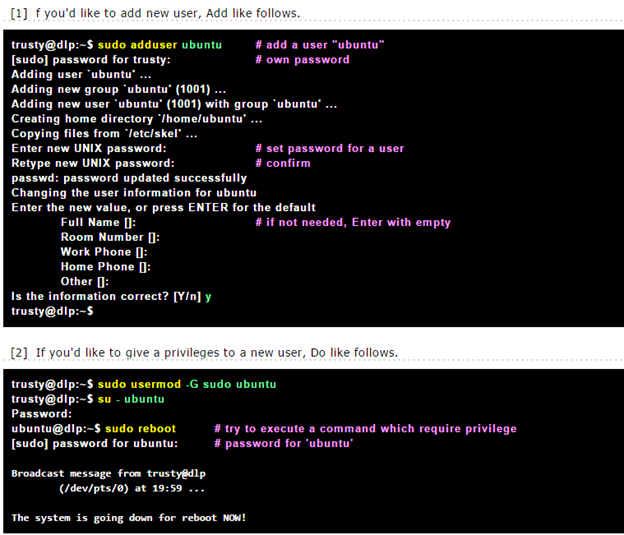 [1] f you'd like to add new user, Add like follows.
trusty@dlp:~$ sudo adduser ubuntu # add a user "ubuntu"
[sudo] password for trusty: # own password
Adding user `ubuntu' ...
Adding new group `ubuntu' (1001) ...
Adding new user `ubuntu' (1001) with group `ubuntu' ...
Creating home directory `/home/ubuntu' ...
Copying files from `/etc/skel' ...
Enter new UNIX password: # set password for a user
Retype new UNIX password: # confirm
passwd: password updated successfully
Changing the user information for ubuntu
Enter the new value, or press ENTER for the default
Full Name []: # if not needed, Enter with empty
Room Number []:
Work Phone []:
Home Phone []:
Other []:
Is the information correct? [Y/n] y
trusty@dlp:~$
[2] If you'd like to give a privileges to a new user, Do like follows.
trusty@dlp:~$ sudo usermod -G sudo ubuntu
trusty@dlp:~$ su - ubuntu
Password:
ubuntu@dlp:~$ sudo reboot # try to execute a command which require privilege
[sudo] password for ubuntu: # password for 'ubuntu'
Broadcast message from trusty@dlp
(/dev/pts/0) at 19:59 ...
The system is going down for reboot NOW!